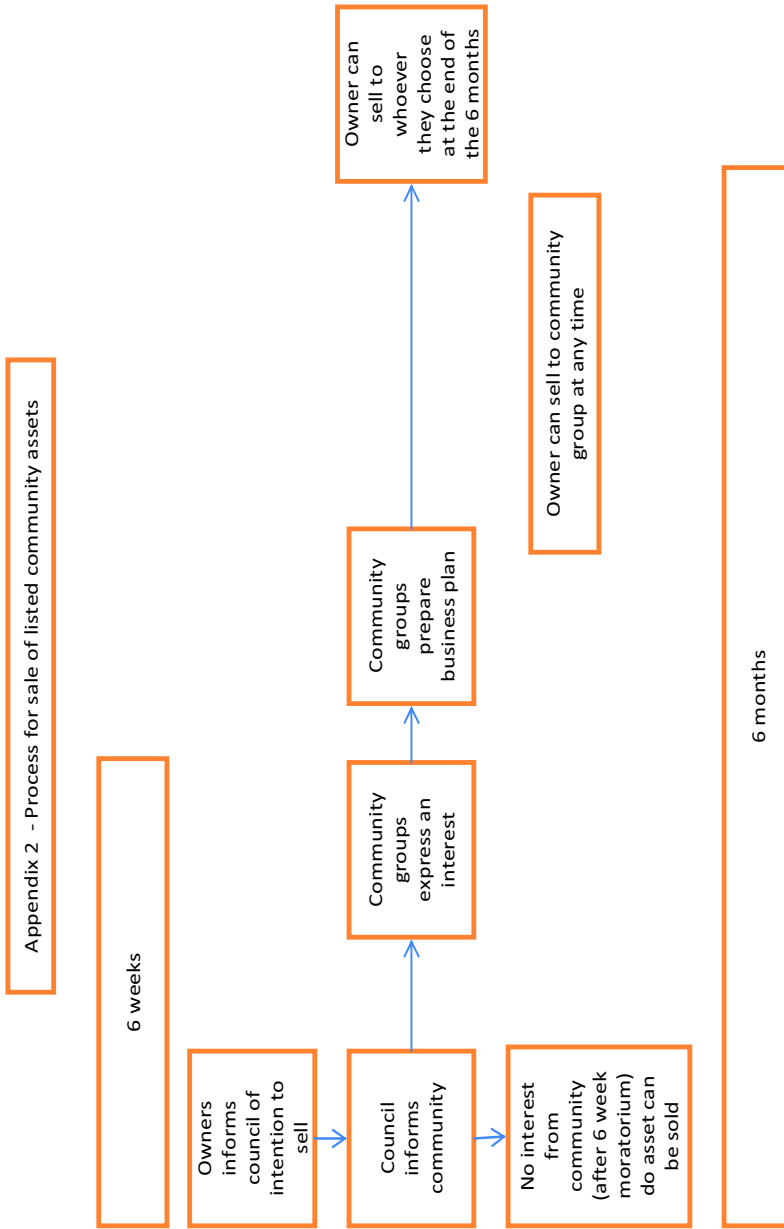 Appendix 2  - Process for sale of listed community assets
6 weeks
Owners
informs
council of
intention to
sell
Council
informs
community
No interest
from
community
(after 6 week
moratorium)
do asset can
be sold
Community
groups
express an
interest
Community
groups
prepare
business plan
Owner can
sell to
whoever
they choose
at the end of
the 6 months
Owner can sell to community
group at any time
6 months